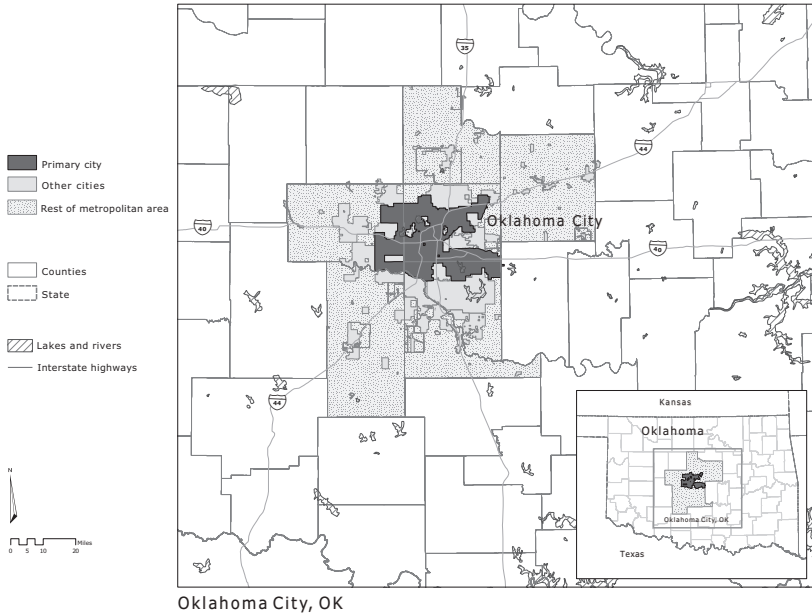 35
44
Primary city
Other cities
Rest of metropolitan area
Oklahoma City
40
40
Counties
State
Lakes and rivers
Interstate highways
44
Kansas
Oklahoma
Oklahoma City, OK
Texas
N
Miles
0 5 10 20
Oklahoma City, OK